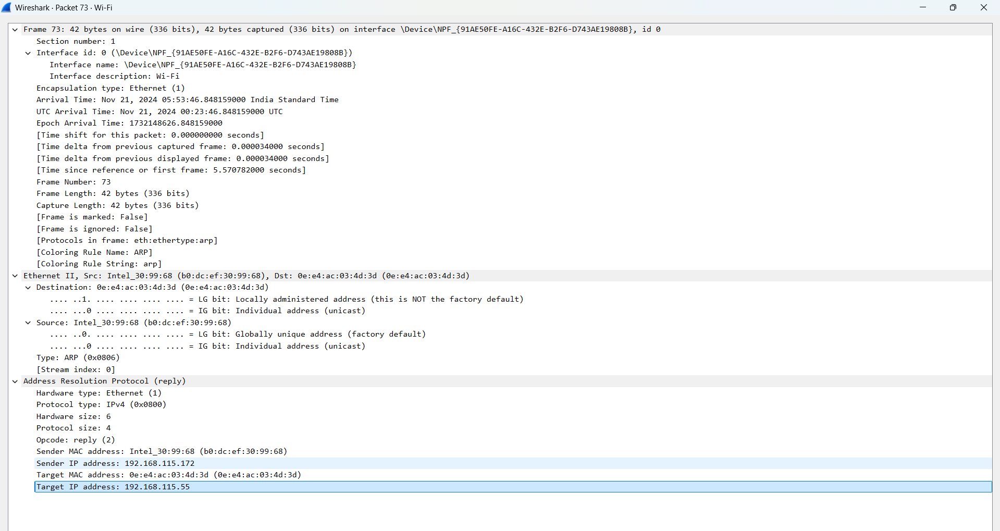 Wireshark · Packet 73 · Wi-Fi
Frame 73: 42 bytes on wire (336 bits), 42 bytes captured (336 bits) on interface \Device\NPF_{91AE50FE-A16C-432E-B2F6-D743AE19808B}, id 0
Section number: 1
Interface id: 0 (\Device\NPF_{91AE50FE-A16C-432E-B2F6-D743AE19808B})
Interface name: \Device\NPF_{91AE50FE-A16C-432E-B2F6-D743AE19808B}
Interface description: Wi-Fi
Encapsulation type: Ethernet (1)
Arrival Time: Nov 21, 2024 05:53:46.848159000 India Standard Time
UTC Arrival Time: Nov 21, 2024 00:23:46.848159000 UTC
Epoch Arrival Time: 1732148626.848159000
[Time shift for this packet: 0.000000000 seconds]
[Time delta from previous captured frame: 0.000034000 seconds]
[Time delta from previous displayed frame: 0.000034000 seconds]
[Time since reference or first frame: 5.570782000 seconds]
Frame Number: 73
Frame Length: 42 bytes (336 bits)
Capture Length: 42 bytes (336 bits)
[Frame is marked: False]
[Frame is ignored: False]
[Protocols in frame: eth:ethertype:arp]
[Coloring Rule Name: ARP]
[Coloring Rule String: arp]
Ethernet II, Src: Intel_30:99:68 (b0:dc:ef:30:99:68), Dst: 0e:e4:ac:03:4d:3d (0e:e4:ac:03:4d:3d)
Destination: 0e:e4:ac:03:4d:3d (0e:e4:ac:03:4d:3d)
.... ..1. .... .... .... .... = LG bit: Locally administered address (this is NOT the factory default)
.... ...0 .... .... .... .... = IG bit: Individual address (unicast)
Source: Intel_30:99:68 (b0:dc:ef:30:99:68)
.... ..0. .... .... .... .... = LG bit: Globally unique address (factory default)
.... ...0 .... .... .... .... = IG bit: Individual address (unicast)
Type: ARP (0x0806)
[Stream index: 0]
Address Resolution Protocol (reply)
Hardware type: Ethernet (1)
Protocol type: IPv4 (0x0800)
Hardware size: 6
Protocol size: 4
Opcode: reply (2)
Sender MAC address: Intel_30:99:68 (b0:dc:ef:30:99:68)
Sender IP address: 192.168.115.172
Target MAC address: 0e:e4:ac:03:4d:3d (0e:e4:ac:03:4d:3d)
Target IP address: 192.168.115.55